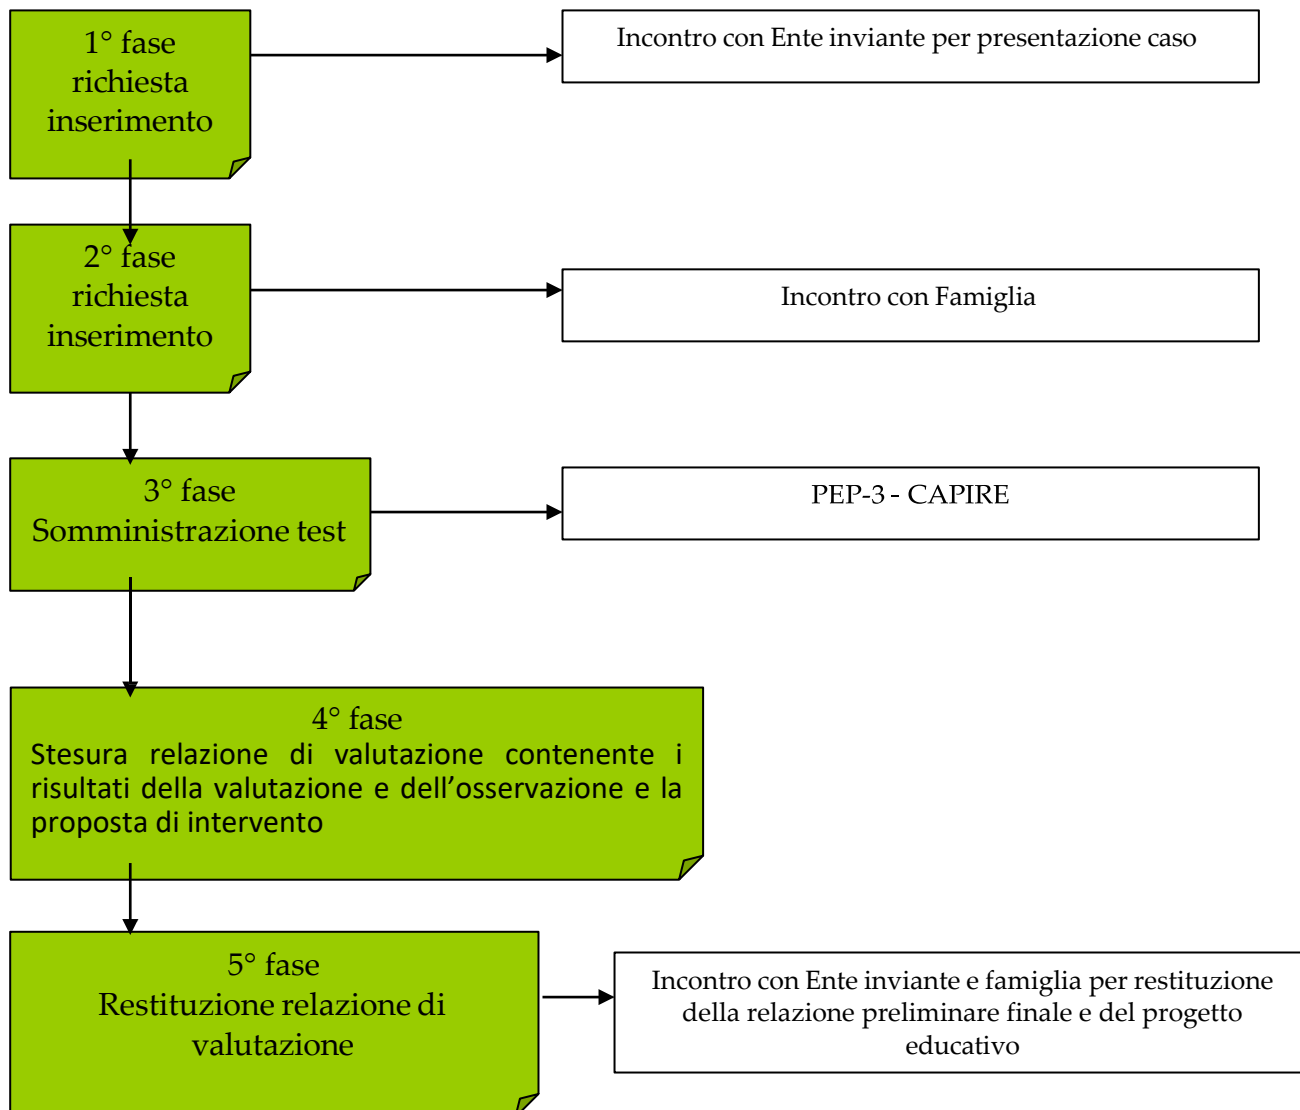 1° fase
richiesta
inserimento
Incontro con Ente inviante per presentazione caso
2° fase
richiesta
inserimento
Incontro con Famiglia
3° fase
Somministrazione test
PEP-3 - CAPIRE
4° fase
Stesura relazione di valutazione contenente i
risultati della valutazione e dell’osservazione e la
proposta di intervento
5° fase
Restituzione relazione di
valutazione
Incontro con Ente inviante e famiglia per restituzione
della relazione preliminare finale e del progetto
educativo